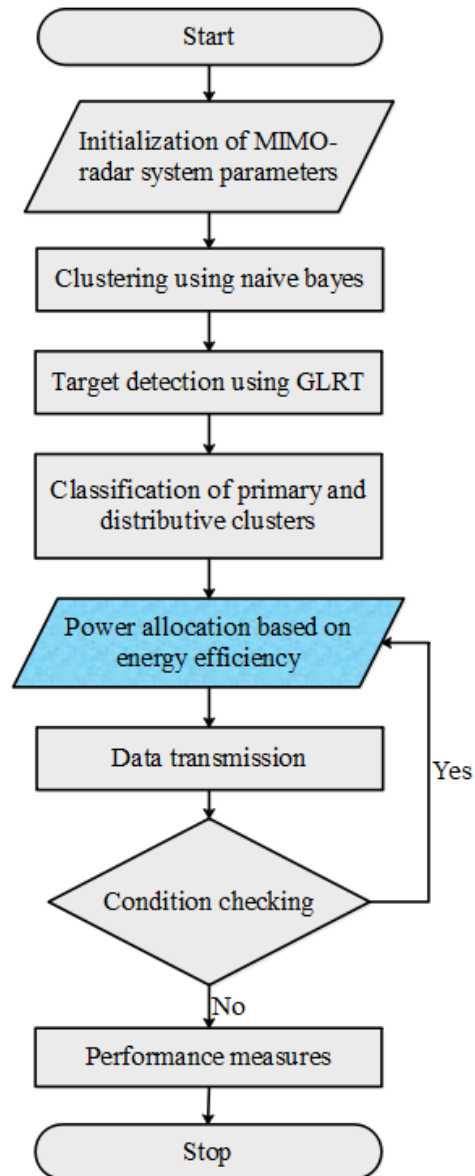 Start
Initialization of MIMO-
radar system parameters
Clustering using naive bayes
Target detection using GLRT
Classification of primary and
distributive clusters
Power allocation based on
energy efficiency
Data transmission
Yes
Condition checking
No
Performance measures
Stop